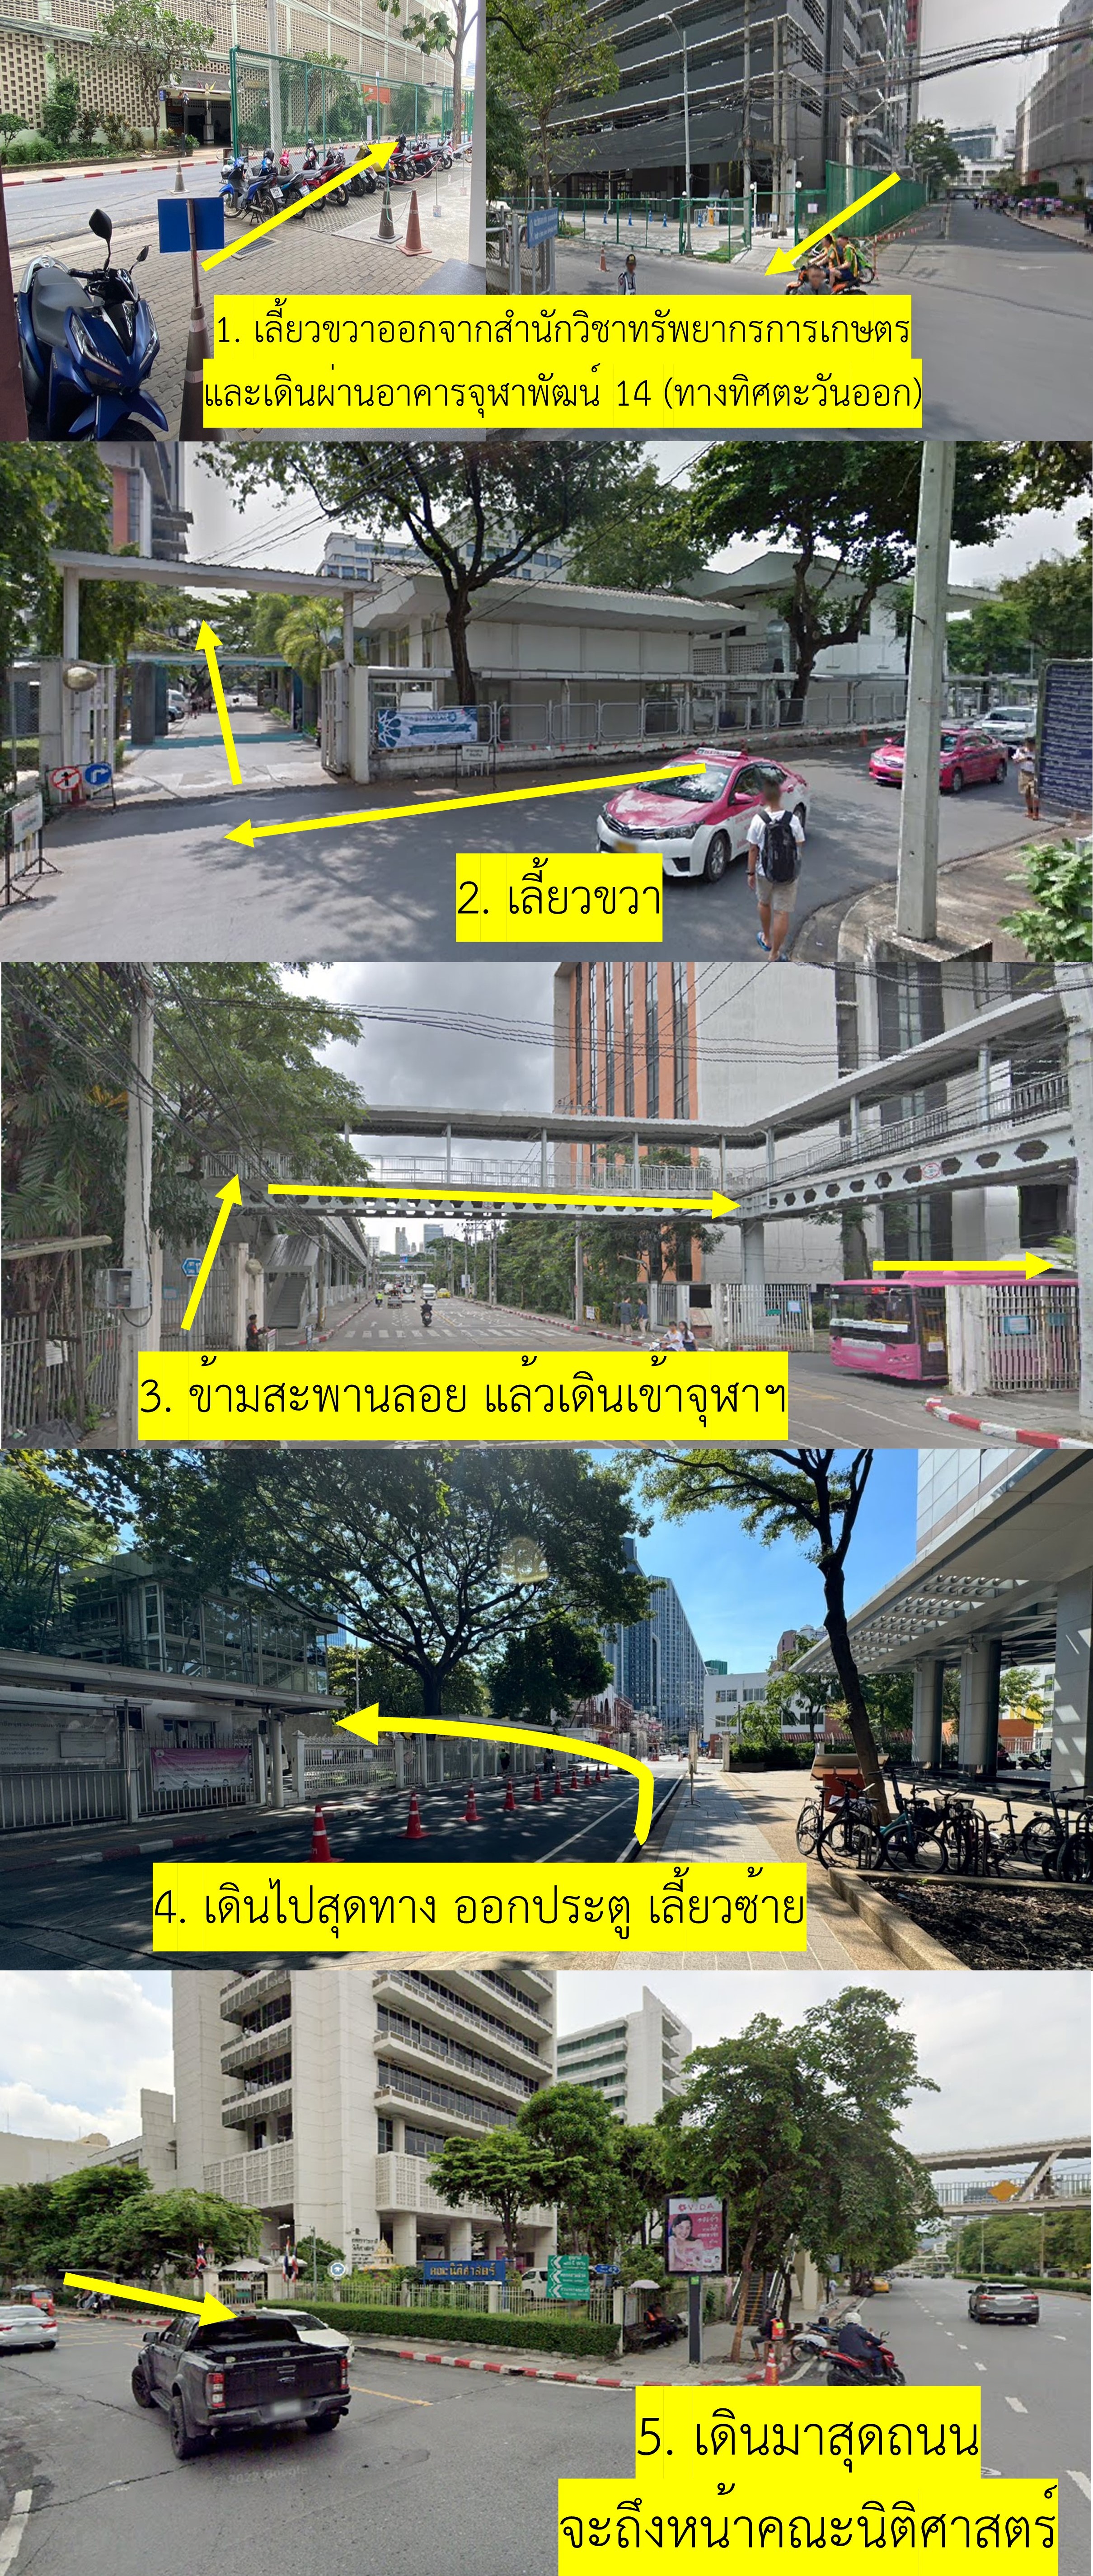 1. เลี้ยวขวาออกจากสำนักวิชาทรัพยากรการเกษตร
และเดินผ่านอาคารจุฬาพัฒน์ 14 (ทางทิศตะวันออก)
2. เลี้ยวขวา
3. ข้ามสะพานลอย แล้วเดินเข้าจุฬาฯ
4. เดินไปสุดทาง ออกประตู เลี้ยวซ้าย
VIDA
คณะนิติศาสตร์
5. เดินมาสุดถนน
จะถึงหน้าคณะนิติศาสตร์